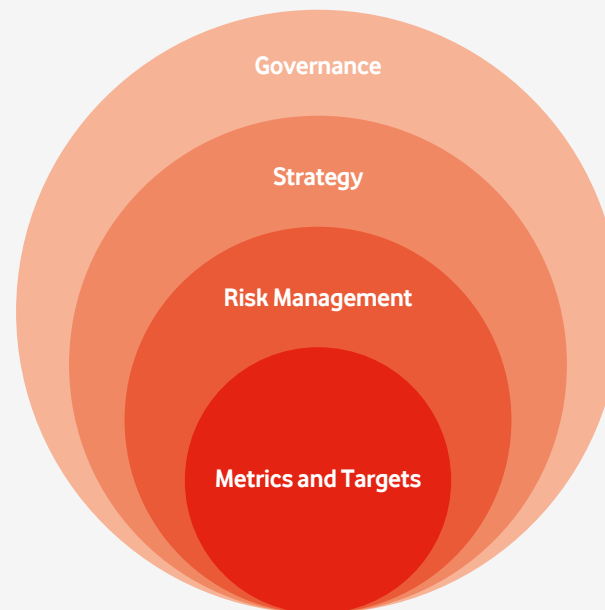 Governance
Strategy
Risk Management
Metrics and Targets